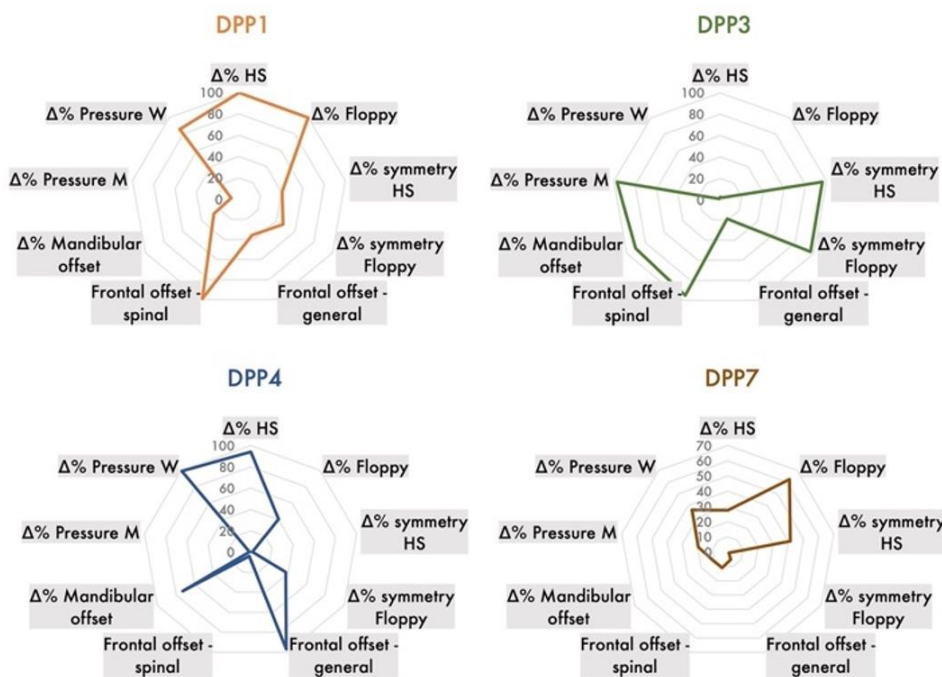 DPP1
Δ% HS
100
80
60
40
20
0
Δ% Floppy
Δ% symmetry
HS
Δ% symmetry
Floppy
Frontal offset -
general
Frontal offset -
spinal
Δ% Mandibular
offset
Δ% Pressure M
Δ% Pressure W
DPP3
Δ% HS
100
80
60
40
20
0
Δ% Floppy
Δ% symmetry
HS
Δ% symmetry
Floppy
Frontal offset -
general
Frontal offset -
spinal
Δ% Mandibular
offset
Δ% Pressure M
Δ% Pressure W
DPP4
Δ% HS
100
80
60
40
20
0
Δ% Floppy
Δ% symmetry
HS
Δ% symmetry
Floppy
Frontal offset -
general
Frontal offset -
spinal
Δ% Mandibular
offset
Δ% Pressure M
Δ% Pressure W
DPP7
Δ% HS
70
60
50
40
30
20
10
0
Δ% Floppy
Δ% symmetry
HS
Δ% symmetry
Floppy
Frontal offset -
general
Frontal offset -
spinal
Δ% Mandibular
offset
Δ% Pressure M
Δ% Pressure W